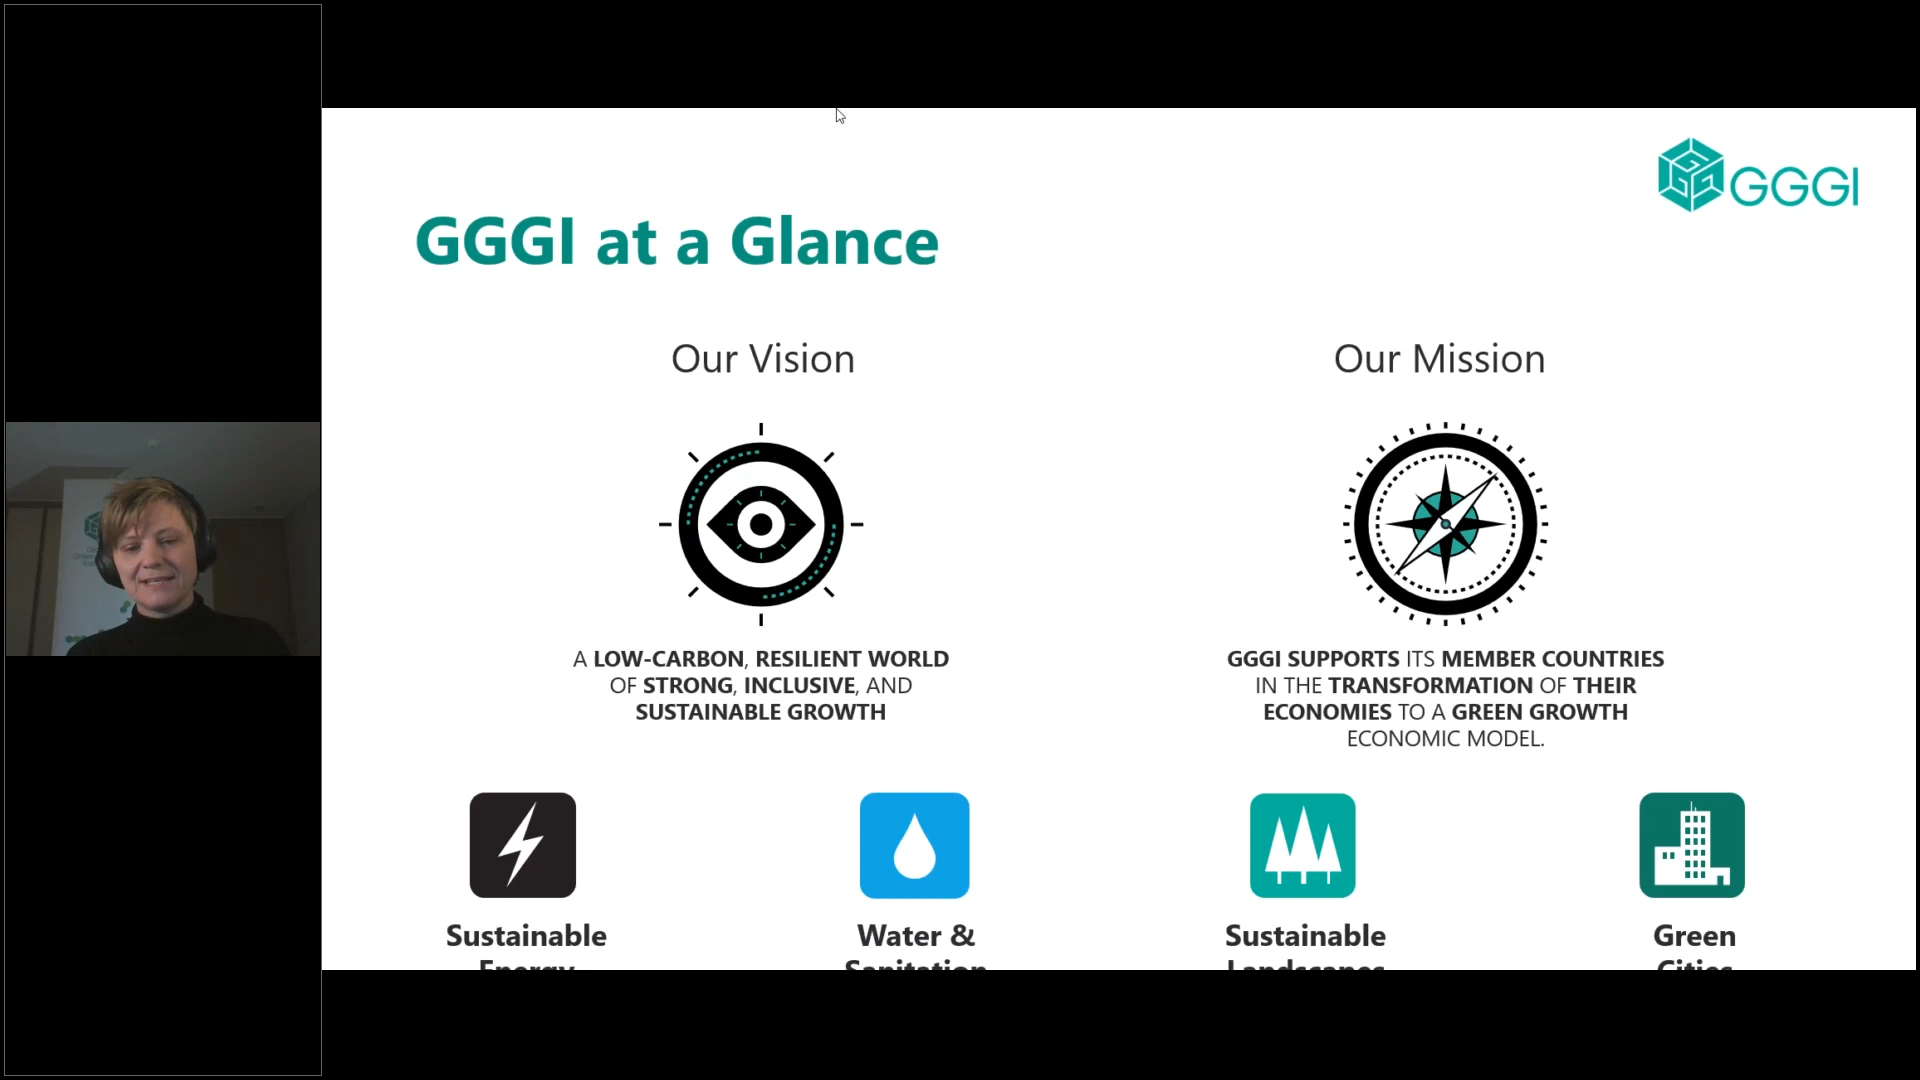 GGGI
GGGI at a Glance
Our Vision
Our Mission
A LOW-CARBON, RESILIENT WORLD
OF STRONG, INCLUSIVE, AND
SUSTAINABLE GROWTH
GGGI SUPPORTS ITS MEMBER COUNTRIES
IN THE TRANSFORMATION OF THEIR
ECONOMIES TO A GREEN GROWTH
ECONOMIC MODEL.
Sustainable
Energy
Water &
Sanitation
Sustainable
Landscapes
Green
Cities